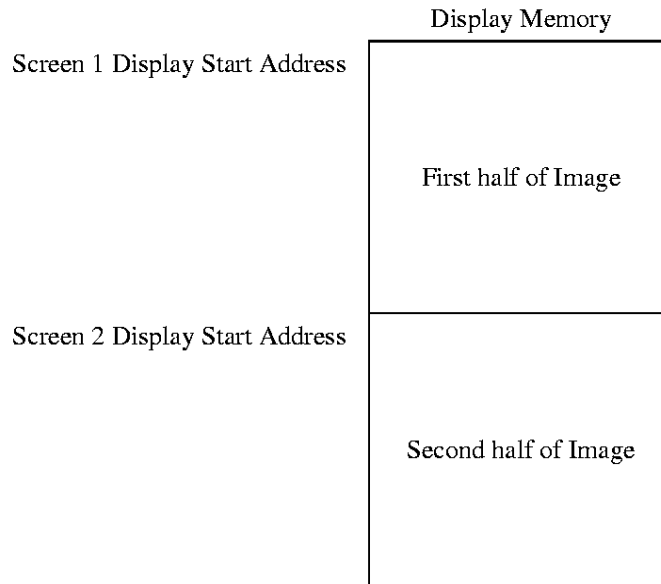 Display Memory
Screen 1 Display Start Address
First half of Image
Screen 2 Display Start Address
Second half of Image